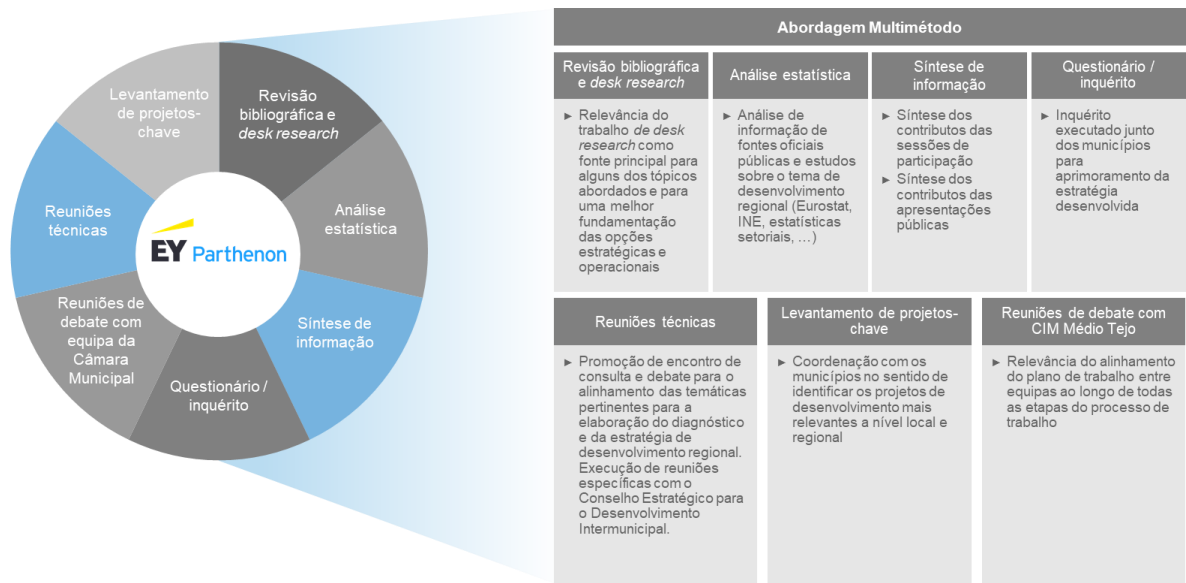 Levantamento
de projetos-
chave
Revisão
bibliográfica e
desk research
Análise
estatística
Síntese de
informação
Questionário /
inquérito
Reuniões de
debate com
equipa da
Câmara
Municipal
Reuniões
técnicas
EY Parthenon
Abordagem Multimétodo
Revisão bibliográfica
e desk research
► Relevância do
trabalho de desk
research como
fonte principal para
alguns dos tópicos
abordados e para
uma melhor
fundamentação
das opções
estratégicas e
operacionais
Análise estatística
► Análise de
informação de
fontes oficiais
públicas e estudos
sobre o tema de
desenvolvimento
regional (Eurostat,
INE, estatísticas
setoriais, …)
Síntese de
informação
► Síntese dos
contributos das
sessões de
participação
► Síntese dos
contributos das
apresentações
públicas
Questionário /
inquérito
► Inquérito
executado junto
dos municípios
para
aprimoramento da
estratégia
desenvolvida
Reuniões técnicas
► Promoção de encontro de
consulta e debate para o
alinhamento das temáticas
pertinentes para a
elaboração do diagnóstico
e da estratégia de
desenvolvimento regional.
Execução de reuniões
específicas com o
Conselho Estratégico para
o Desenvolvimento
Intermunicipal.
Levantamento de projetos-
chave
► Coordenação com os
municípios no sentido de
identificar os projetos de
desenvolvimento mais
relevantes a nível local e
regional
Reuniões de debate com
CIM Médio Tejo
► Relevância do alinhamento
do plano de trabalho entre
equipas ao longo de todas
as etapas do processo de
trabalho